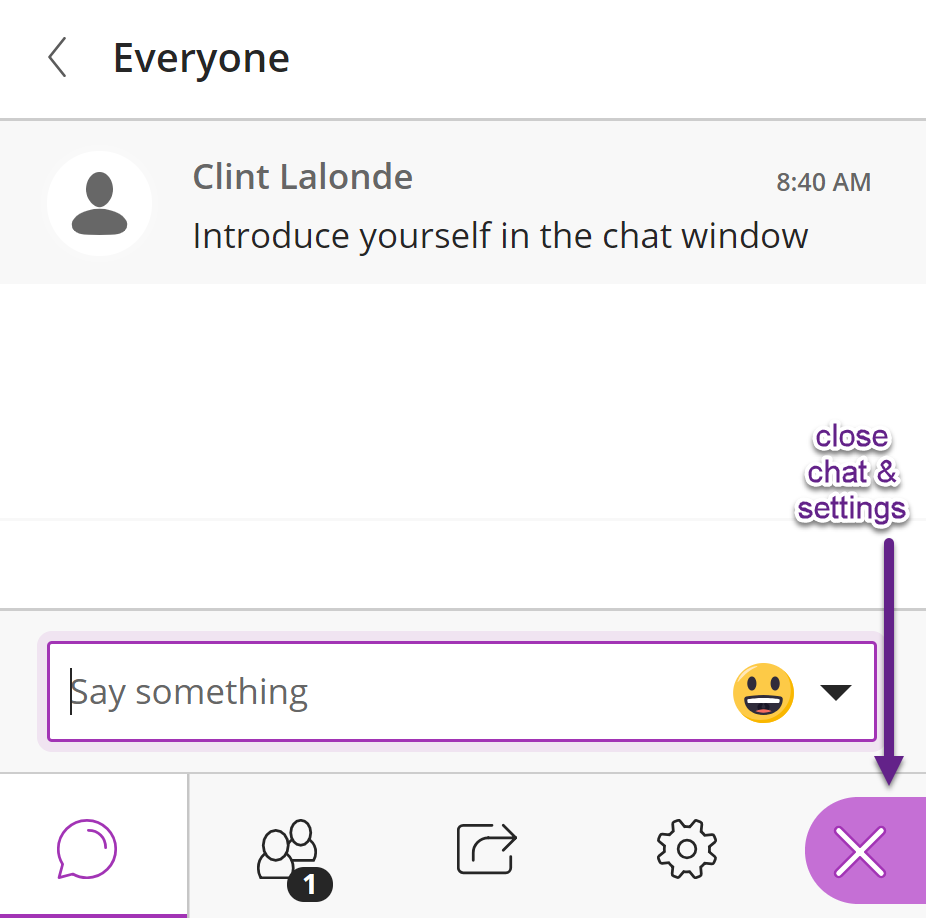 Everyone
Clint Lalonde
8:40 AM
Introduce yourself in the chat window
close
chat &
settings
Say something
1